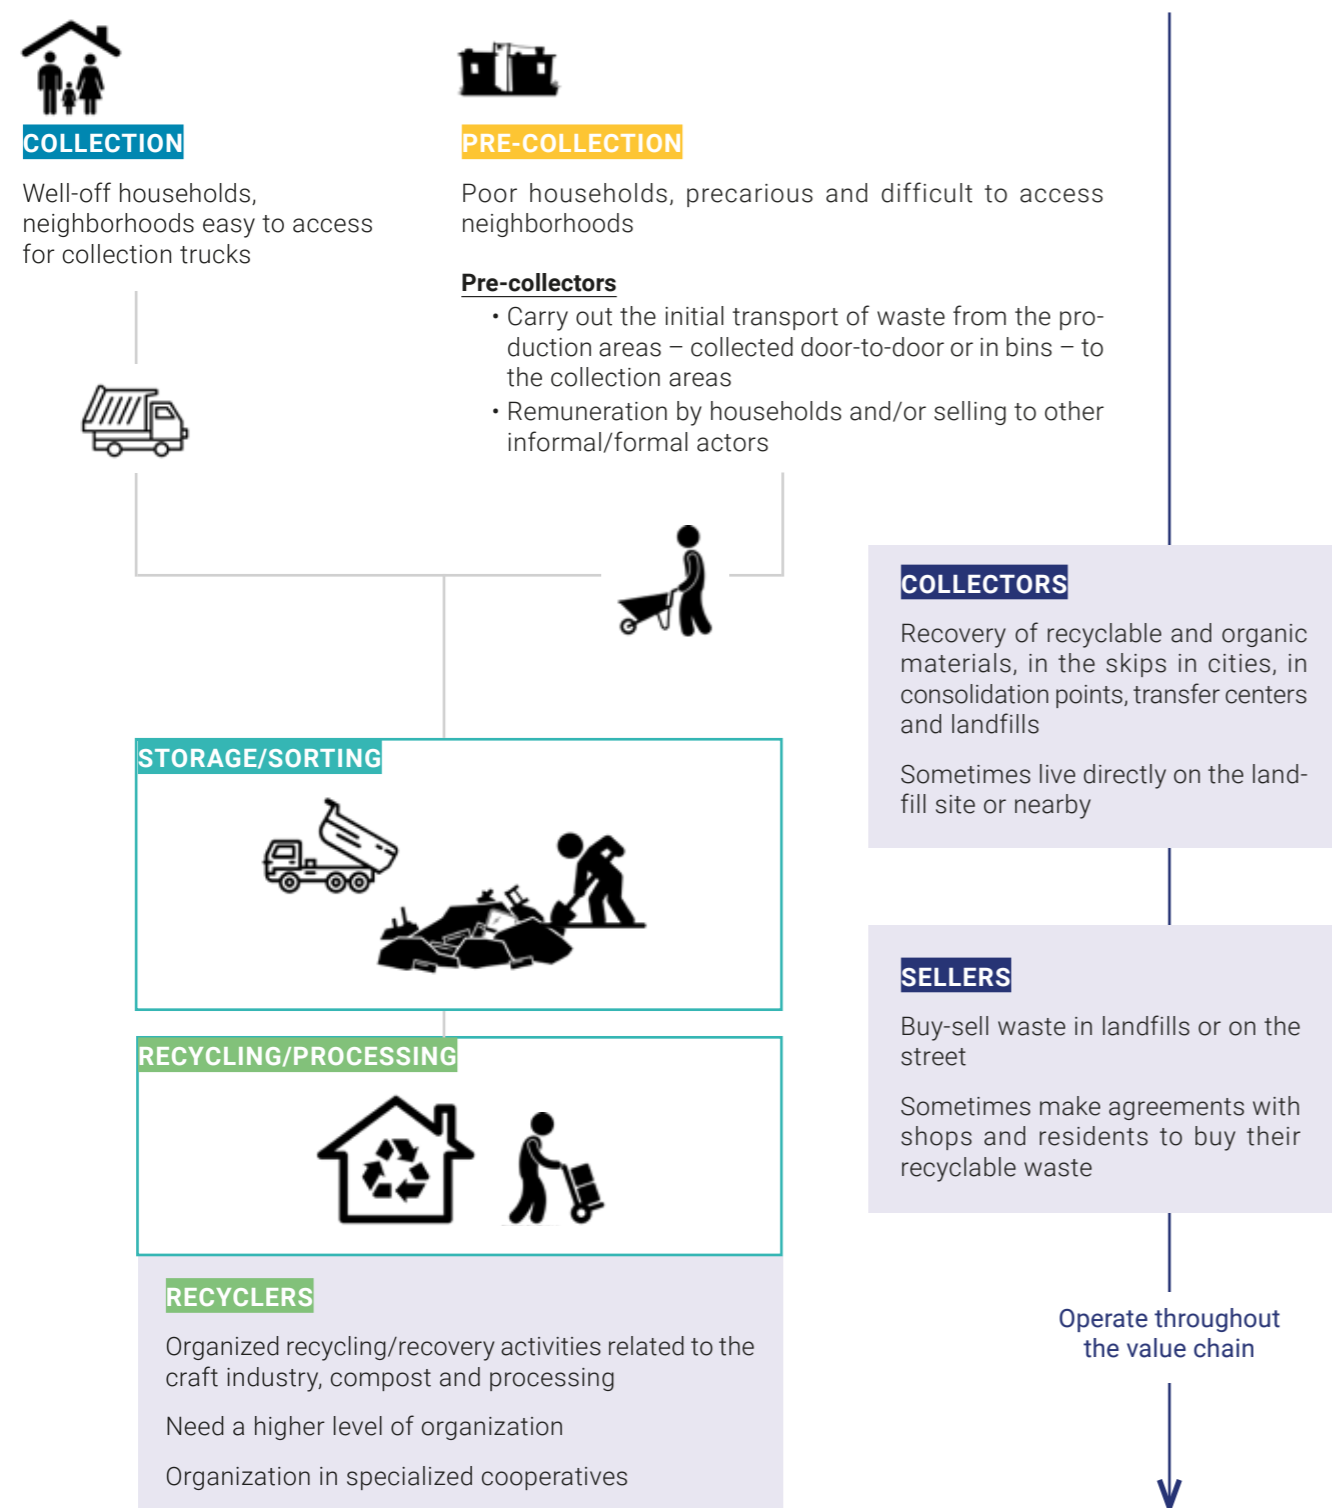 COLLECTION
Well-off households,
neighborhoods easy to access
for collection trucks
PRE-COLLECTION
Poor households, precarious and difficult to access
neighborhoods
Pre-collectors
• Carry out the initial transport of waste from the pro-
duction areas – collected door-to-door or in bins – to
the collection areas
• Remuneration by households and/or selling to other
informal/formal actors
COLLECTORS
Recovery of recyclable and organic
materials, in the skips in cities, in
consolidation points, transfer centers
and landfills
Sometimes live directly on the land-
fill site or nearby
STORAGE/SORTING
SELLERS
Buy-sell waste in landfills or on the
street
Sometimes make agreements with
shops and residents to buy their
recyclable waste
RECYCLING/PROCESSING
RECYCLERS
Organized recycling/recovery activities related to the
craft industry, compost and processing
Need a higher level of organization
Organization in specialized cooperatives
Operate throughout
the value chain